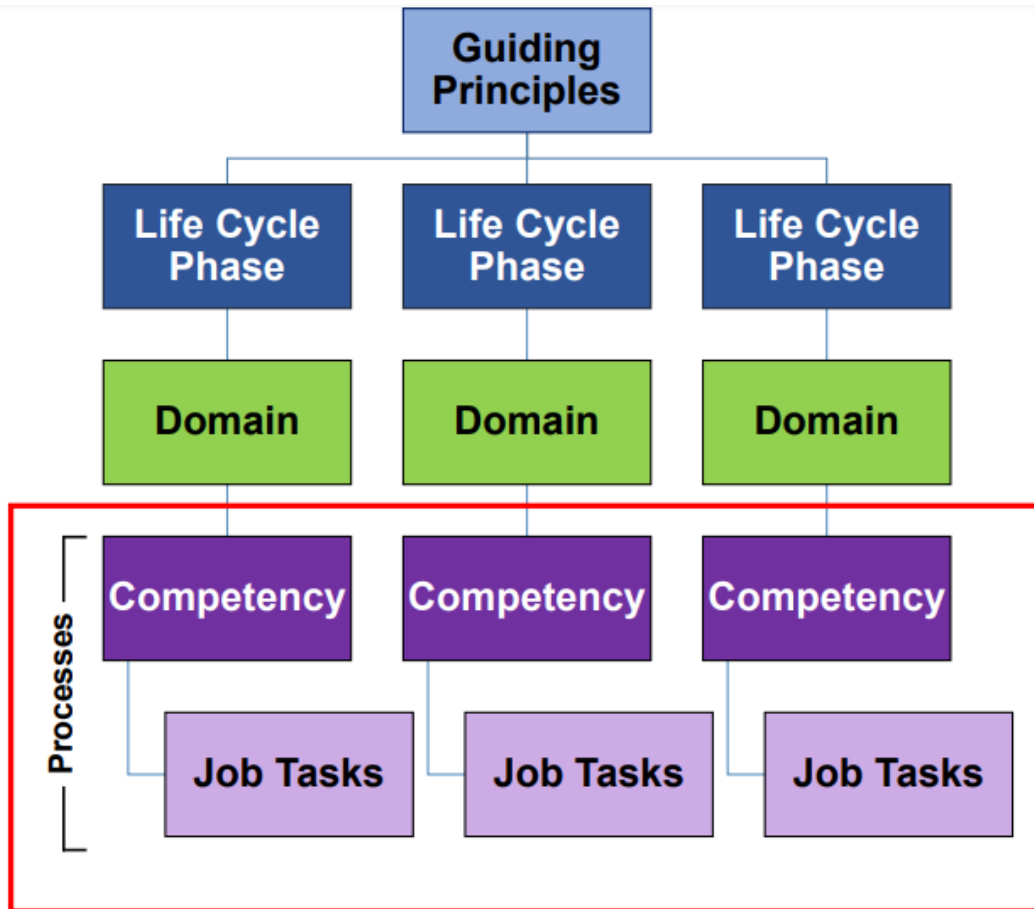 Guiding
Principles
Life Cycle
Phase
Life Cycle
Phase
Life Cycle
Phase
Domain
Domain
Domain
Processes
Competency
Competency
Competency
Job Tasks
Job Tasks
Job Tasks